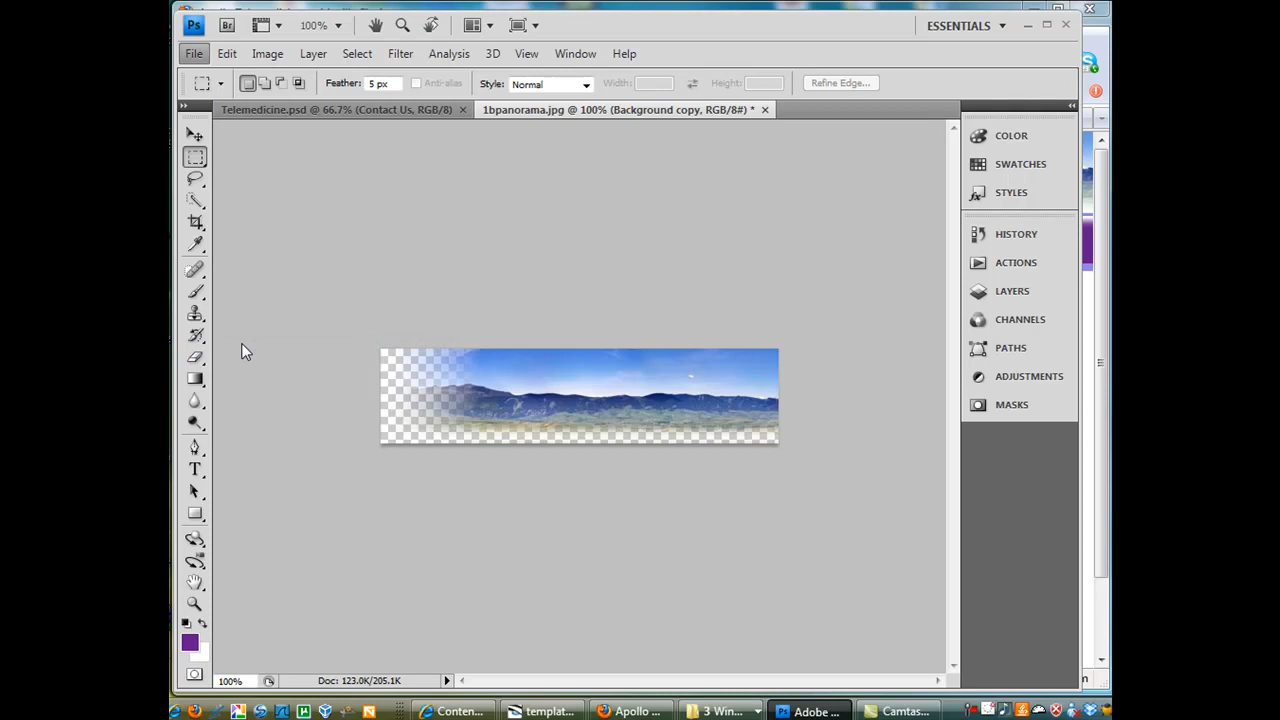 Ps Br 100% ESSENTIALS
File Edit Image Layer Select Filter Analysis 3D View Window Help
Feather: 5 px Anti-alias Style: Normal Width: Height: Refine Edge...
Telemedicine.psd @ 66.7% (Contact Us, RGB/8) 1bpanorama.jpg @ 100% (Background copy, RGB/8#) *
COLOR
SWATCHES
STYLES
HISTORY
ACTIONS
LAYERS
CHANNELS
PATHS
ADJUSTMENTS
MASKS
T
100% Doc: 123.0K/205.1K
Conten... templat... Apollo ... 3 Win... Ps Adobe ... Camtas...